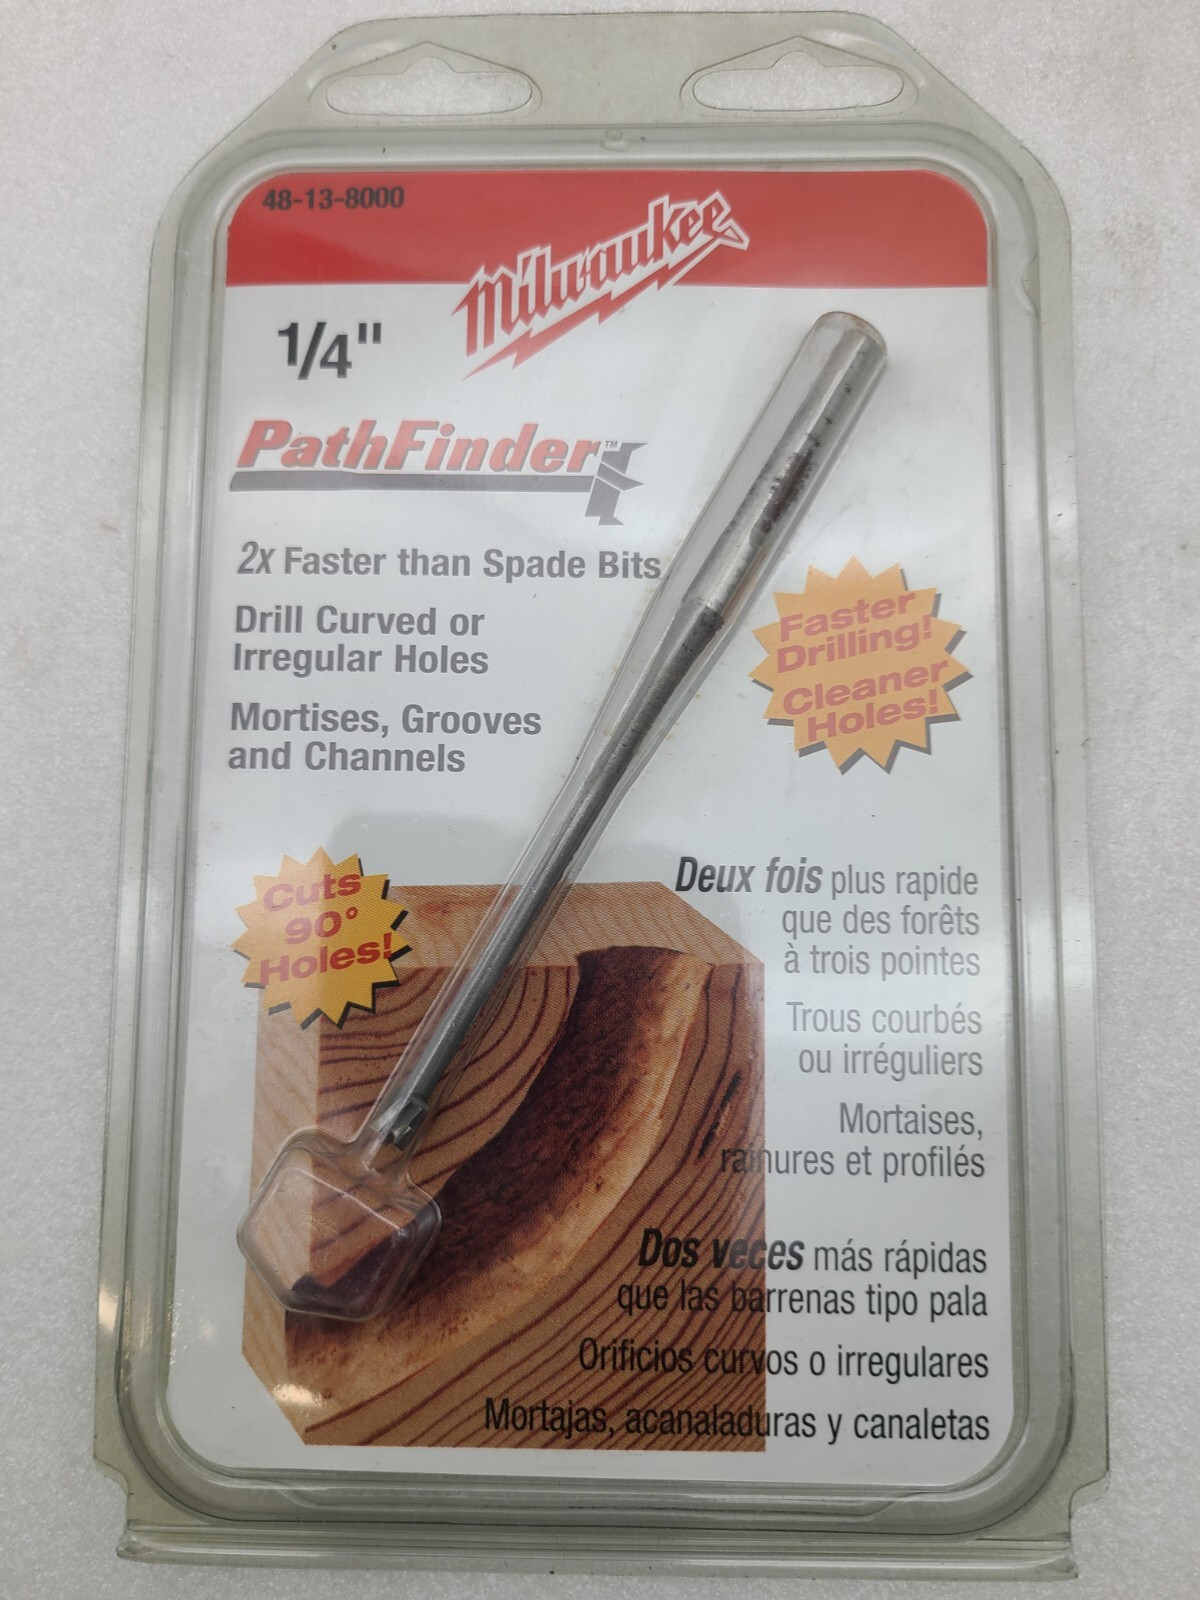 48-13-8000
Milwaukee
1/4"
PathFinder™
2x Faster than Spade Bits
Drill Curved or
Irregular Holes
Mortises, Grooves
and Channels
Faster
Drilling!
Cleaner
Holes!
Cuts
90°
Holes!
Deux fois plus rapide
que des forêts
à trois pointes
Trous courbés
ou irréguliers
Mortaises,
rainures et profilés
Dos veces más rápidas
que las barrenas tipo pala
Orificios curvos o irregulares
Mortajas, acanaladuras y canaletas